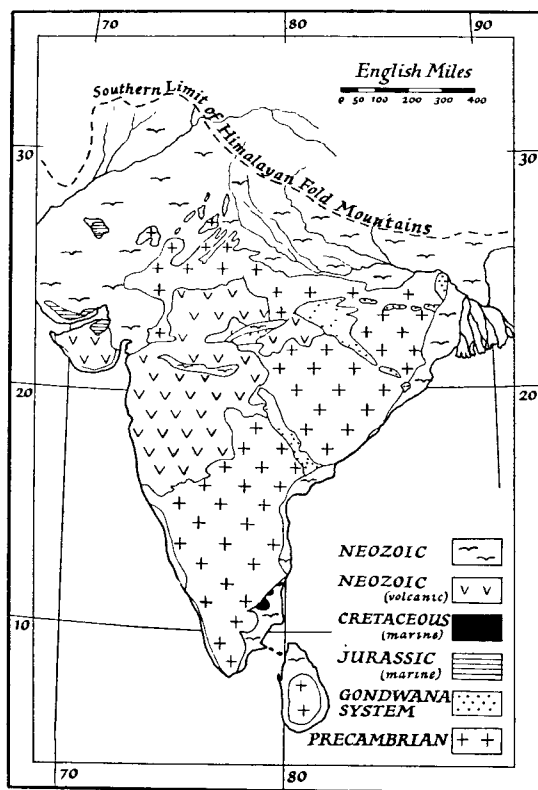 70
80
90
English Miles
0 50 100 200 300 400
Southern Limit of Himalayan Fold Mountains
30
30
20
20
10
10
NEOZOIC
NEOZOIC
(volcanic)
CRETACEOUS
(marine)
JURASSIC
(marine)
GONDWANA
SYSTEM
PRECAMBRIAN
70
80